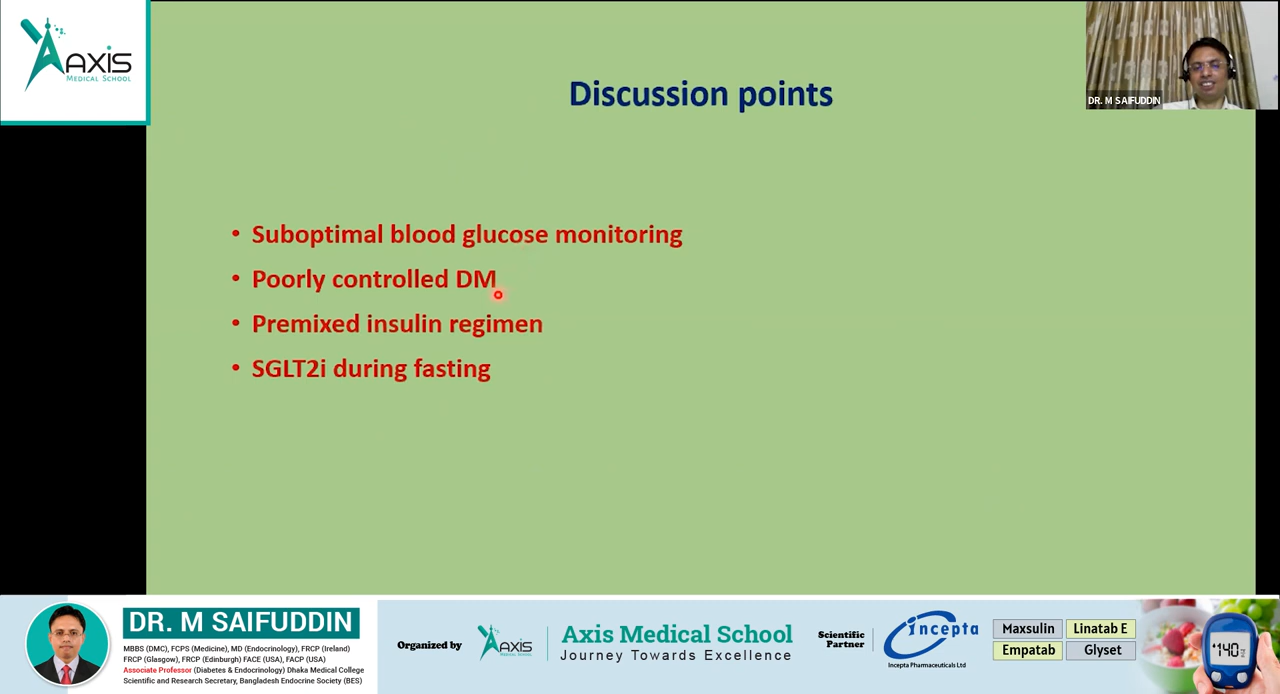 AXIS
MEDICAL SCHOOL
DR. M SAIFUDDIN
Discussion points
• Suboptimal blood glucose monitoring
• Poorly controlled DM
• Premixed insulin regimen
• SGLT2i during fasting
DR. M SAIFUDDIN
MBBS (DMC), FCPS (Medicine), MD (Endocrinology), FRCP (Ireland)
FRCP (Glasgow), FRCP (Edinburgh) FACE (USA), FACP (USA)
Associate Professor (Diabetes & Endocrinology) Dhaka Medical College
Scientific and Research Secretary, Bangladesh Endocrine Society (BES)
Organized by
AXIS
MEDICAL SCHOOL
Axis Medical School
Journey Towards Excellence
Scientific
Partner
incepta
Incepta Pharmaceuticals Ltd
Maxsulin
Linatab E
Empatab
Glyset
140